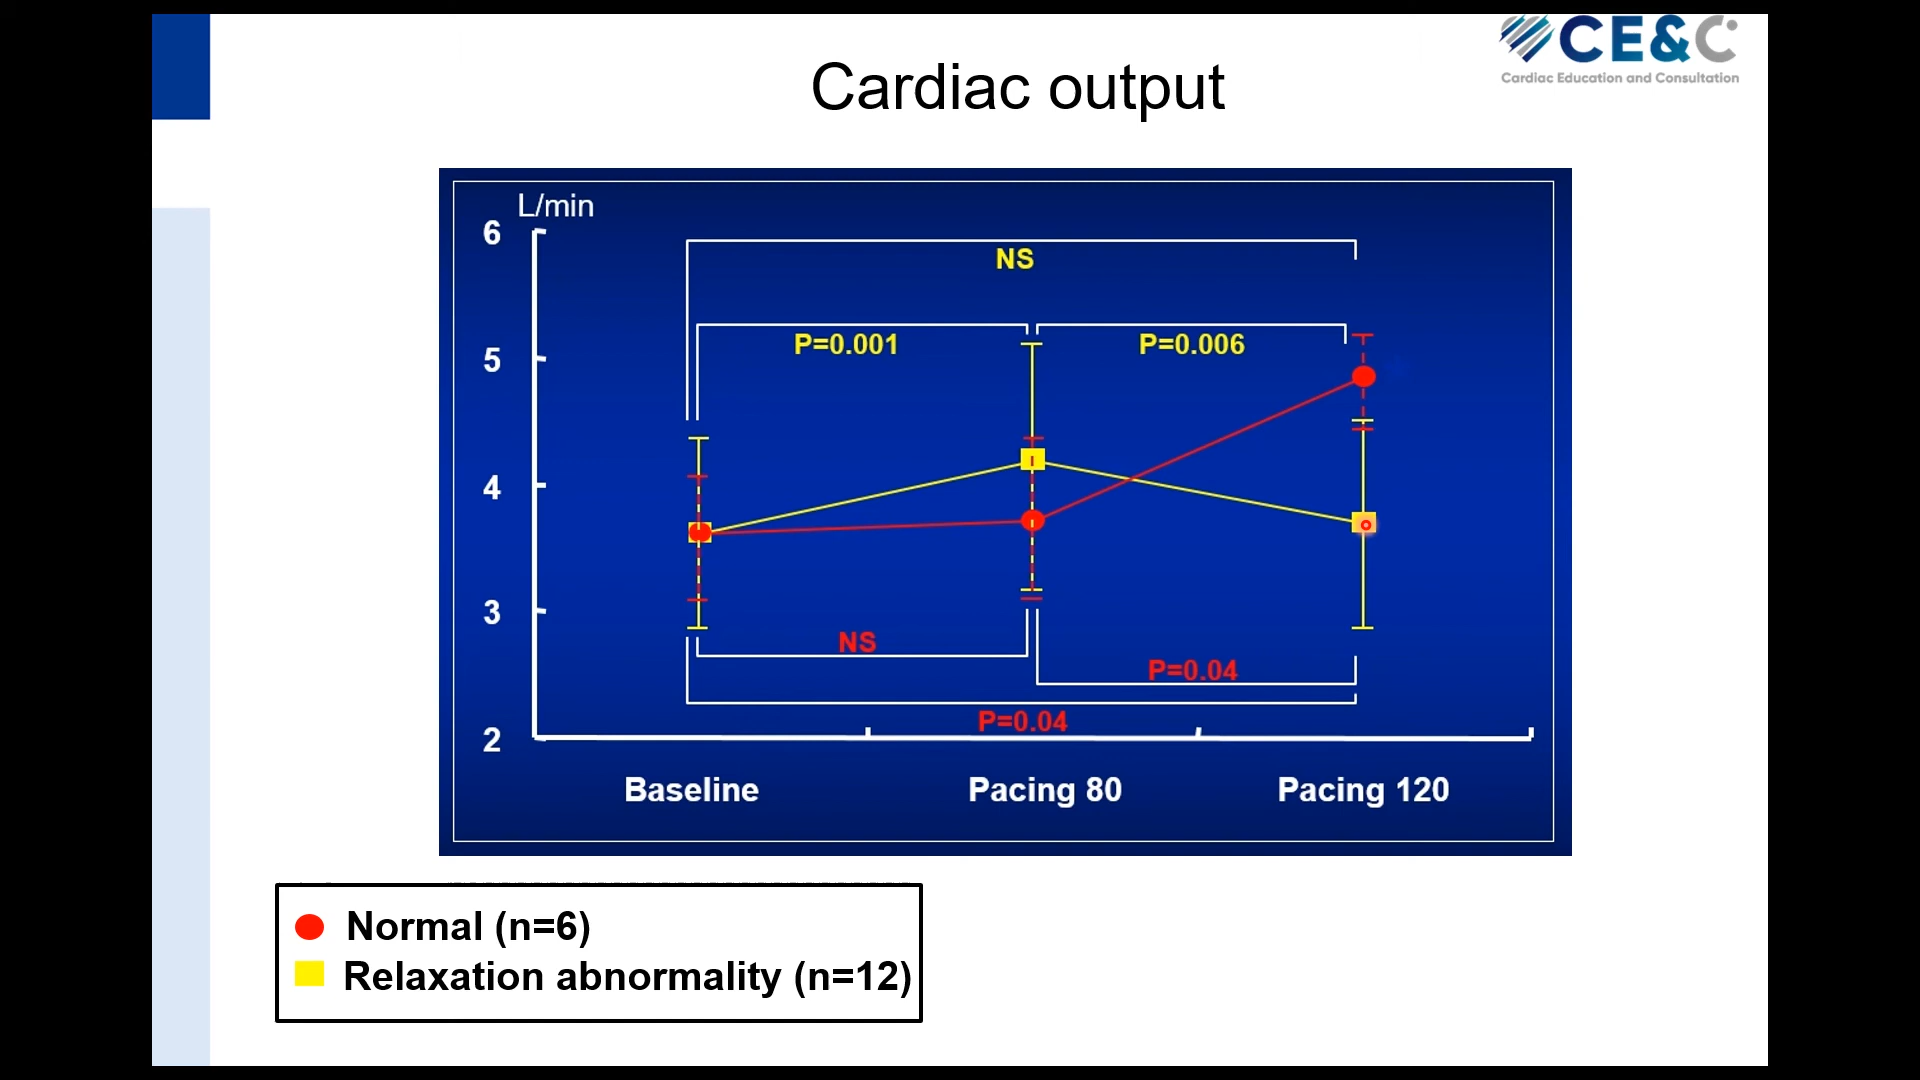 CE&C
Cardiac Education and Consultation
Cardiac output
L/min
6
NS
P=0.001
P=0.006
5
4
3
NS
P=0.04
P=0.04
2
Baseline
Pacing 80
Pacing 120
Normal (n=6)
Relaxation abnormality (n=12)